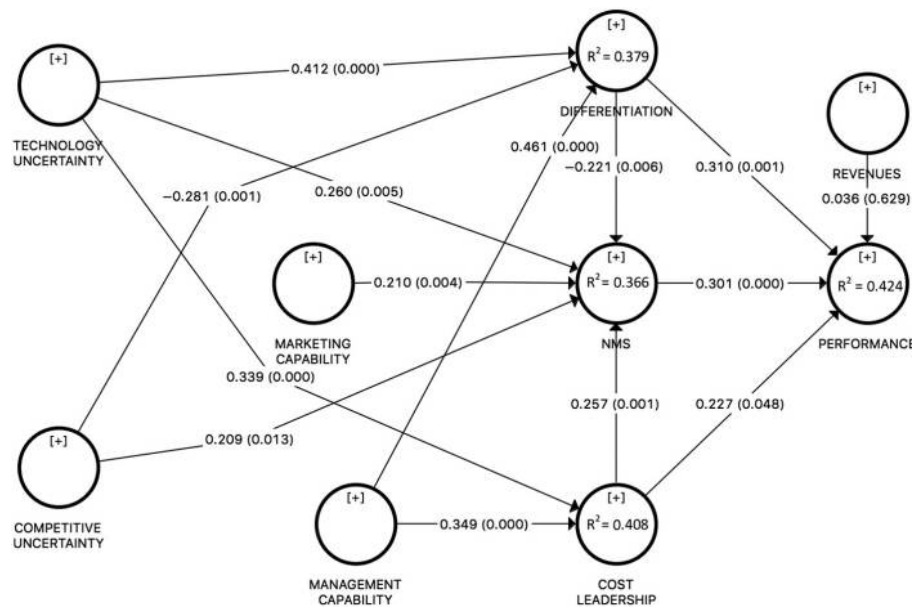 [+]
R² = 0.379
DIFFERENTIATION
[+]
TECHNOLOGY
UNCERTAINTY
0.412 (0.000)
[+]
REVENUES
0.461 (0.000)
−0.281 (0.001)
0.260 (0.005)
−0.221 (0.006)
0.310 (0.001)
0.036 (0.629)
[+]
MARKETING
CAPABILITY
0.210 (0.004)
[+]
R² = 0.366
NMS
0.301 (0.000)
[+]
R² = 0.424
PERFORMANCE
0.339 (0.000)
0.257 (0.001)
0.227 (0.048)
0.209 (0.013)
[+]
COMPETITIVE
UNCERTAINTY
[+]
MANAGEMENT
CAPABILITY
0.349 (0.000)
[+]
R² = 0.408
COST
LEADERSHIP